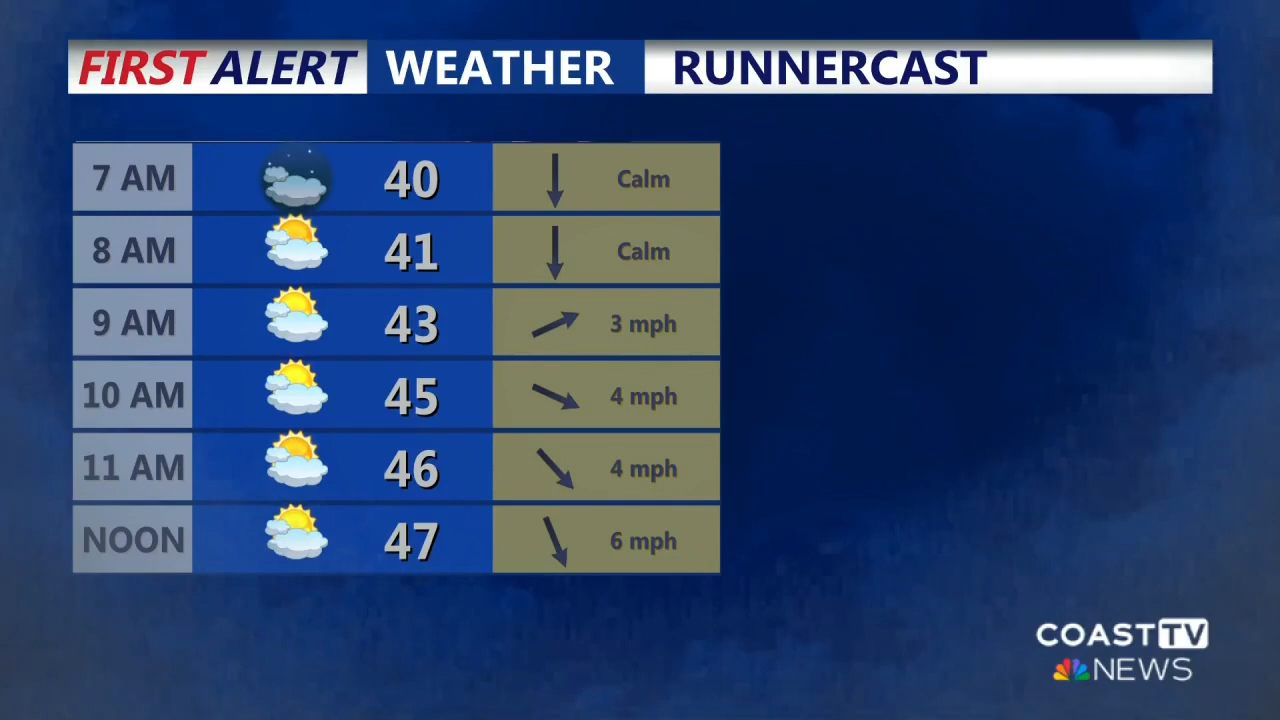 FIRST ALERT WEATHER RUNNERCAST
7 AM 40 Calm
8 AM 41 Calm
9 AM 43 3 mph
10 AM 45 4 mph
11 AM 46 4 mph
NOON 47 6 mph
COAST TV
NEWS